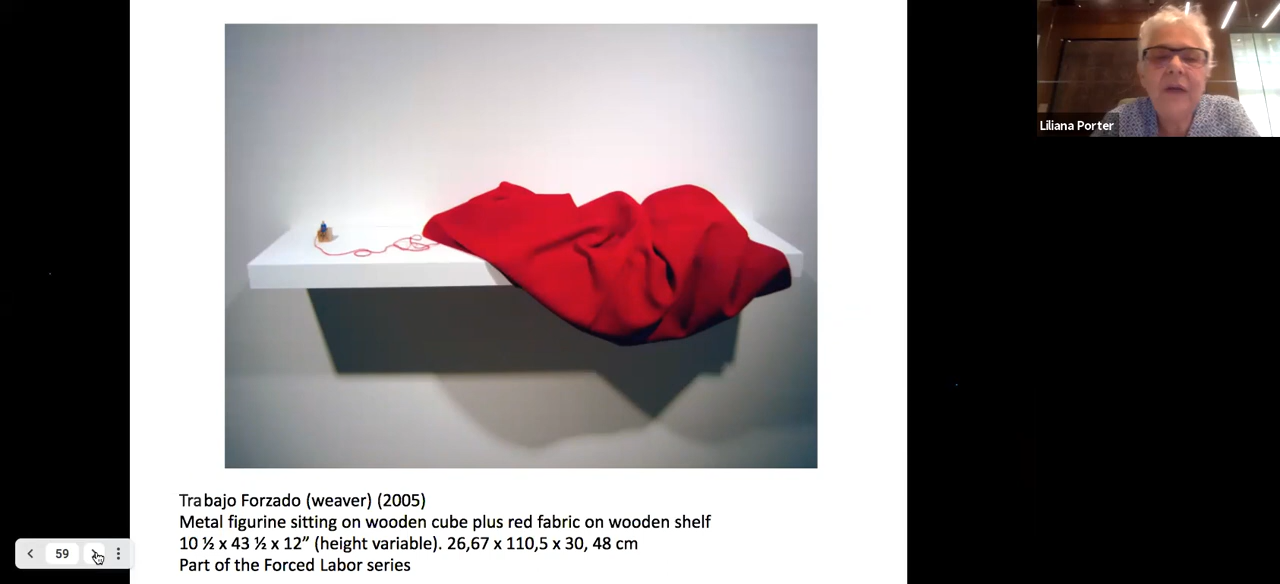 Liliana Porter
Trabajo Forzado (weaver) (2005)
Metal figurine sitting on wooden cube plus red fabric on wooden shelf
10 ½ x 43 ½ x 12” (height variable). 26,67 x 110,5 x 30, 48 cm
Part of the Forced Labor series
59